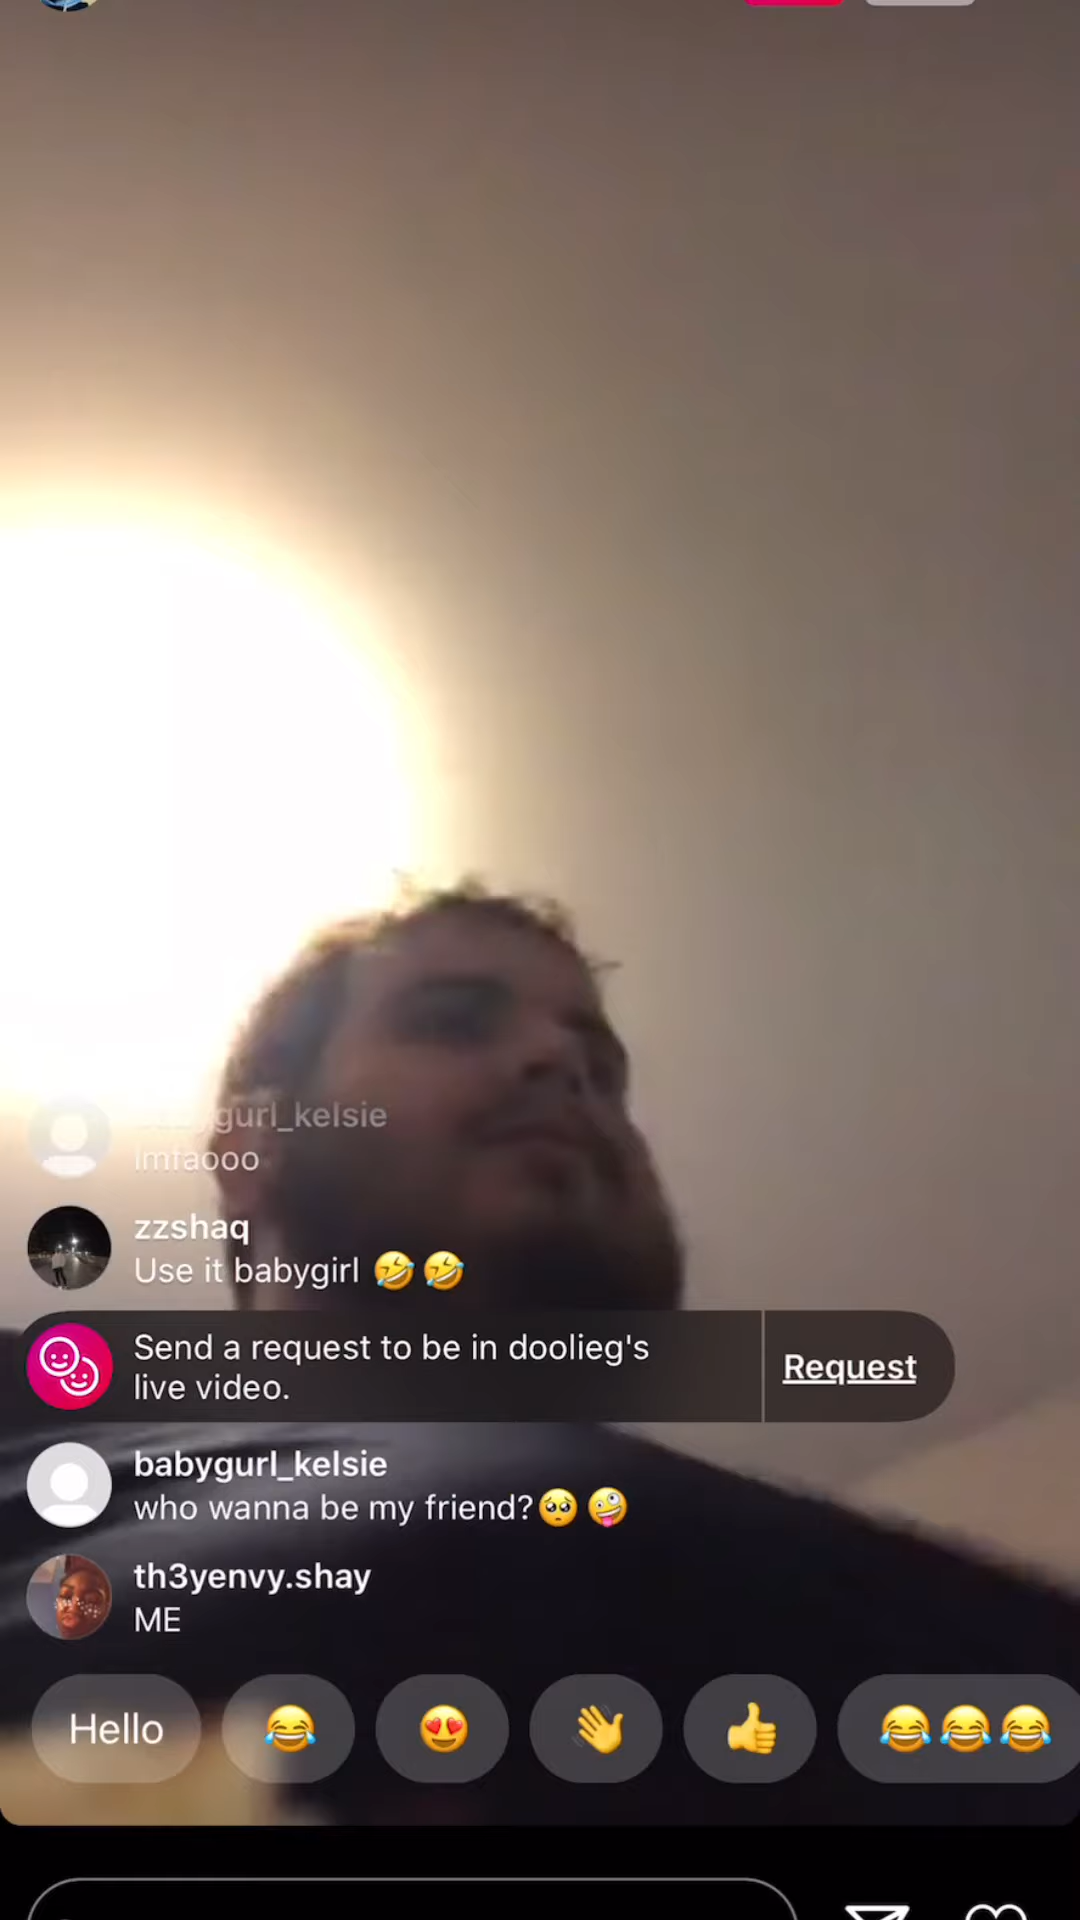 babygurl_kelsie
lmfaooo
zzshaq
Use it babygirl 🤣 🤣
Send a request to be in doolieg's
live video.
Request
babygurl_kelsie
who wanna be my friend?🥺 🤪
th3yenvy.shay
ME
Hello 😂 😍 👋 👍 😂😂😂